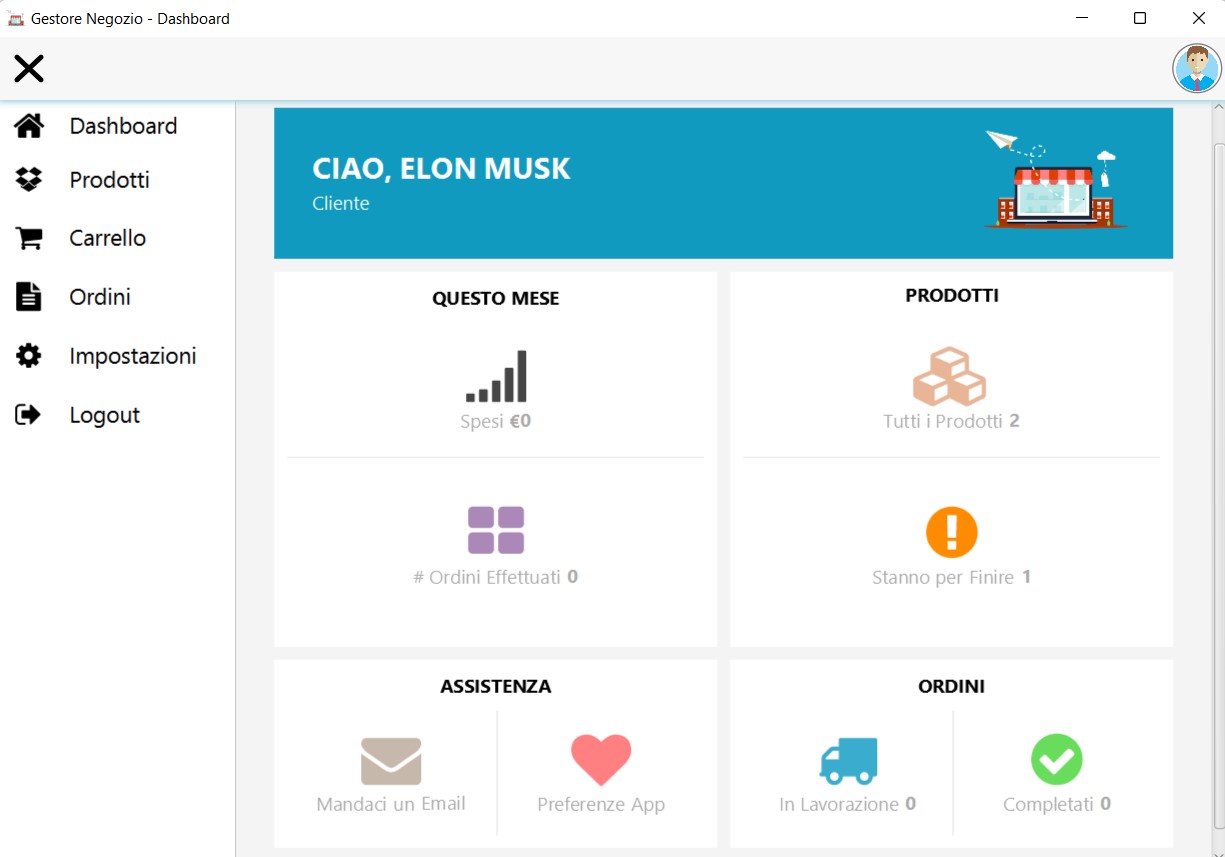 Gestore Negozio - Dashboard
Dashboard
Prodotti
Carrello
Ordini
Impostazioni
Logout
CIAO, ELON MUSK
Cliente
QUESTO MESE
Spesi €0
# Ordini Effettuati 0
PRODOTTI
Tutti i Prodotti 2
Stanno per Finire 1
ASSISTENZA
Mandaci un Email
Preferenze App
ORDINI
In Lavorazione 0
Completati 0